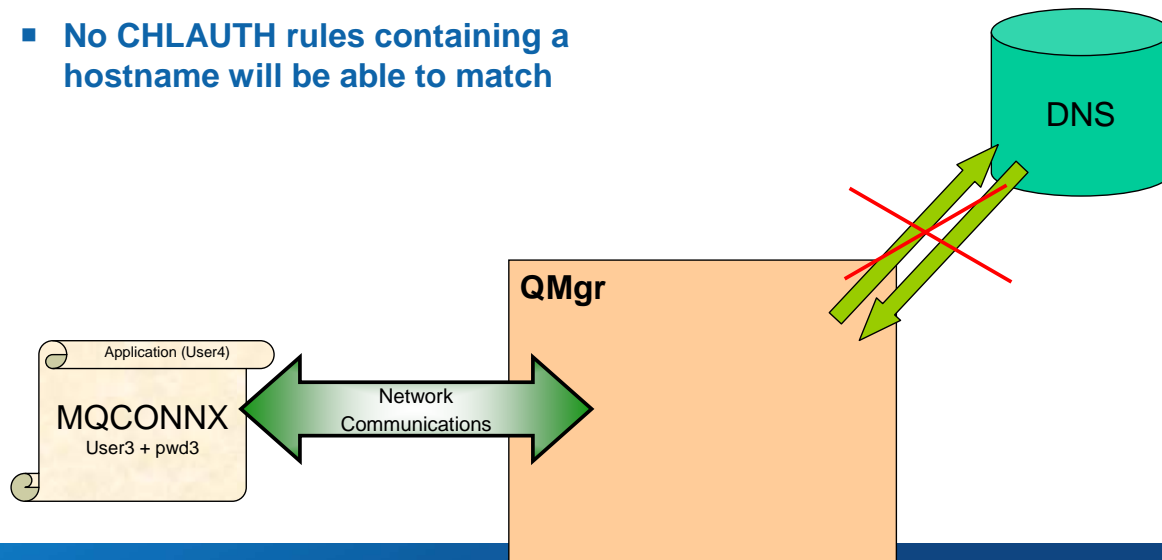 No CHLAUTH rules containing a
hostname will be able to match
DNS
QMgr
Application (User4)
MQCONNX
User3 + pwd3
Network
Communications